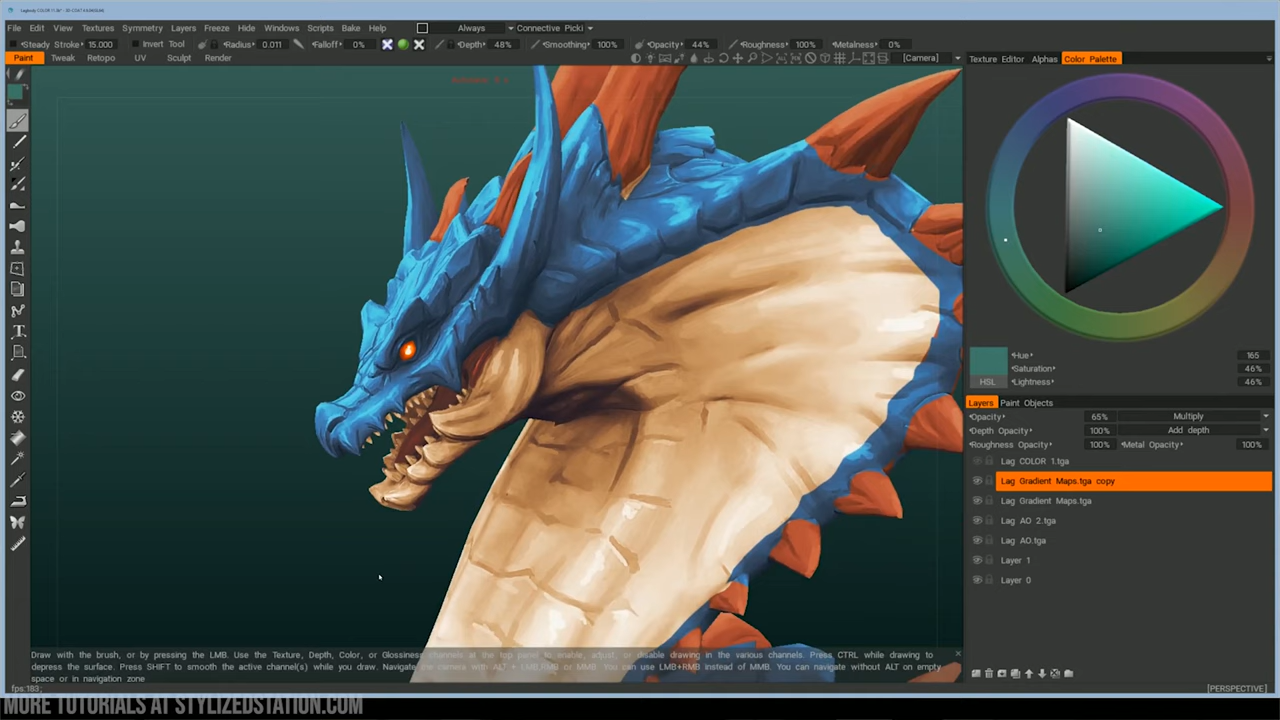 File Edit View Textures Symmetry Layers Freeze Hide Windows Scripts Bake Help Always Connective Picki
Steady Stroke 15.000 Invert Tool Radius 0.011 Falloff 0% Depth 48% Smoothing 100% Opacity 44% Roughness 100% Metalness 0%
Paint Tweak Retopo UV Sculpt Render [Camera]
Texture Editor Alphas Color Palette
Hue 165
Saturation 46%
HSL Lightness 46%
Layers Paint Objects
Opacity 65% Multiply
Depth Opacity 100% Add depth
Roughness Opacity 100% Metal Opacity 100%
Lag COLOR 1.tga
Lag Gradient Maps.tga copy
Lag Gradient Maps.tga
Lag AO 2.tga
Lag AO.tga
Layer 1
Layer 0
Draw with the brush, or by pressing the LMB. Use the Texture, Depth, Color, or Glossiness channels at the top panel to enable, adjust, or disable drawing in the various channels. Press CTRL while drawing to
depress the surface. Press SHIFT to smooth the active channel(s) while you draw. Navigate the camera with ALT + LMB,RMB or MMB. You can use LMB+RMB instead of MMB. You can navigate without ALT on empty
space or in navigation zone
fps:183;
[PERSPECTIVE]
MORE TUTORIALS AT STYLIZEDSTATION.COM